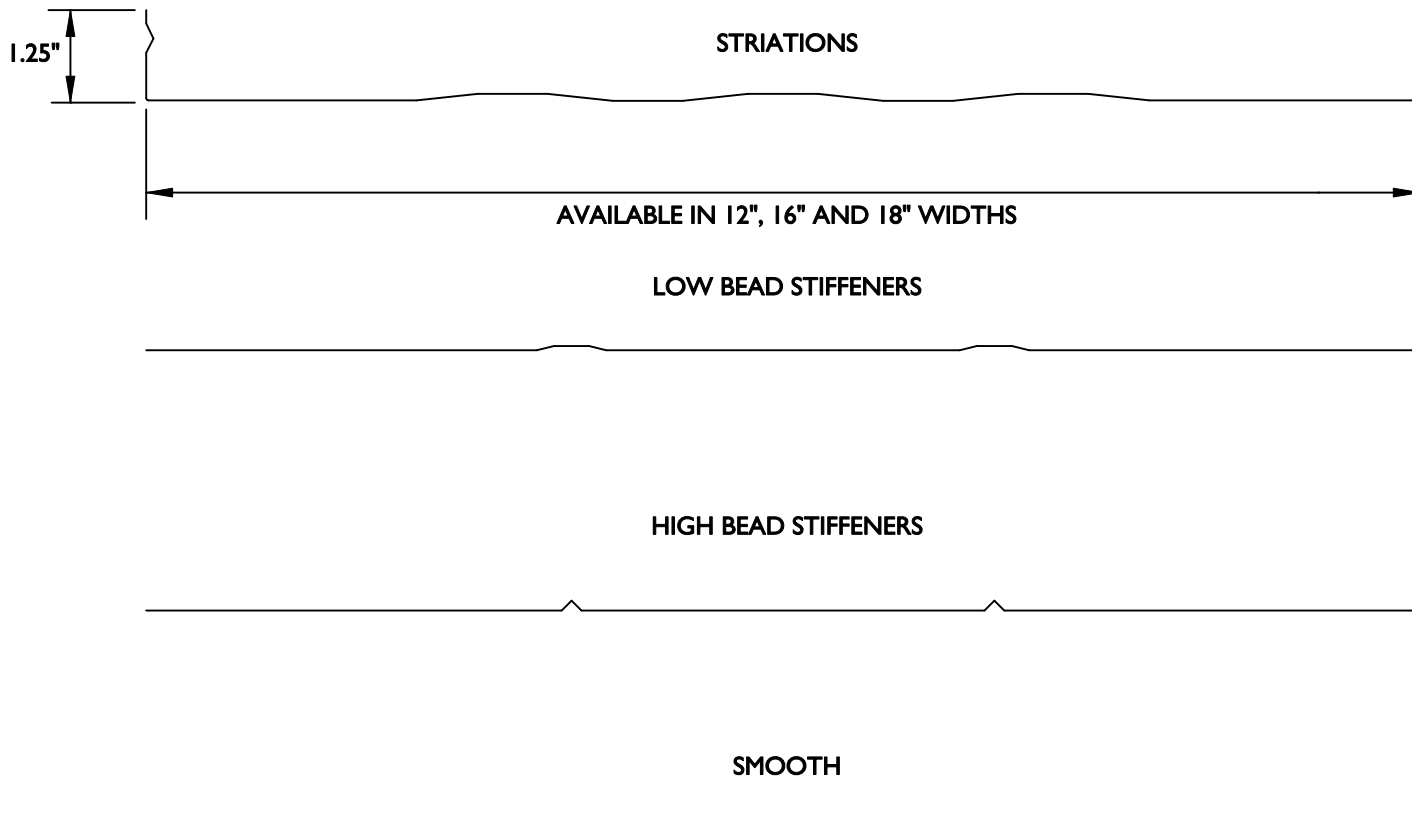 STRIATIONS
1.25"
AVAILABLE IN 12", 16" AND 18" WIDTHS
LOW BEAD STIFFENERS
HIGH BEAD STIFFENERS
SMOOTH